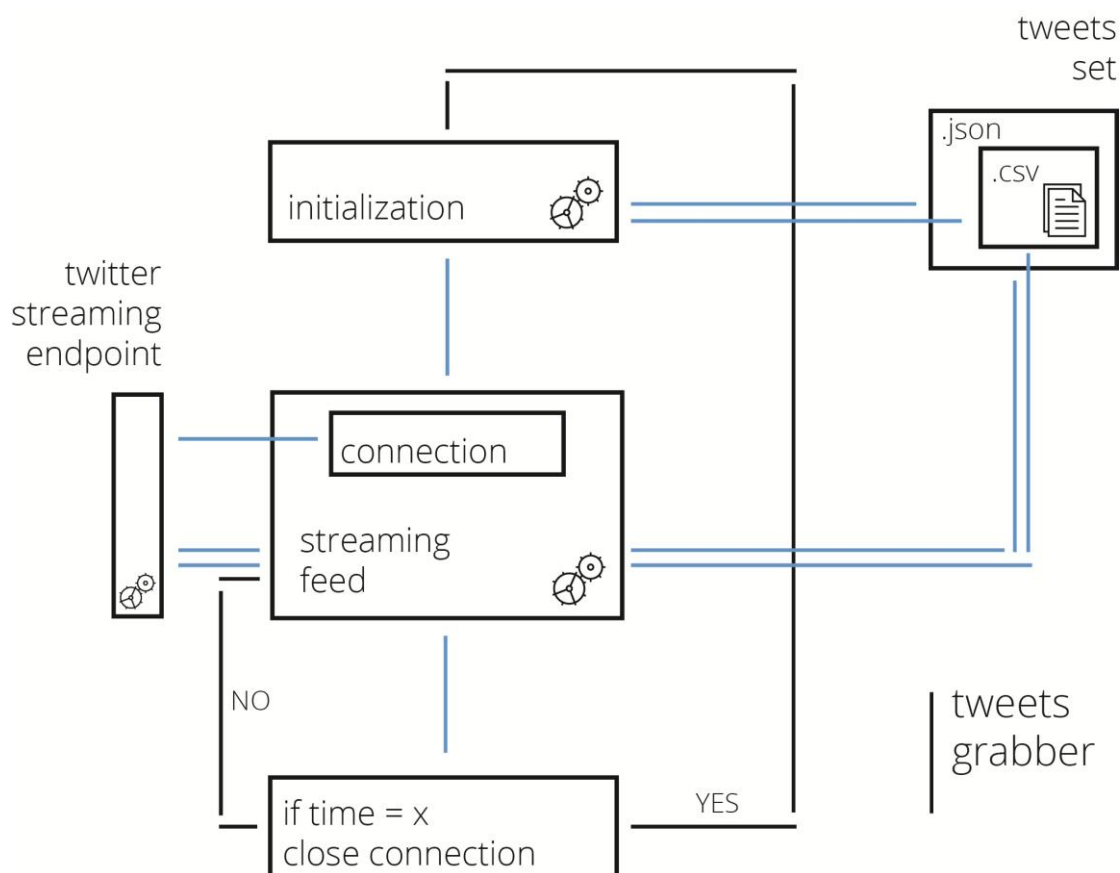 tweets
set
.json
.csv
initialization
twitter
streaming
endpoint
connection
streaming
feed
NO
tweets
grabber
if time = x
close connection
YES